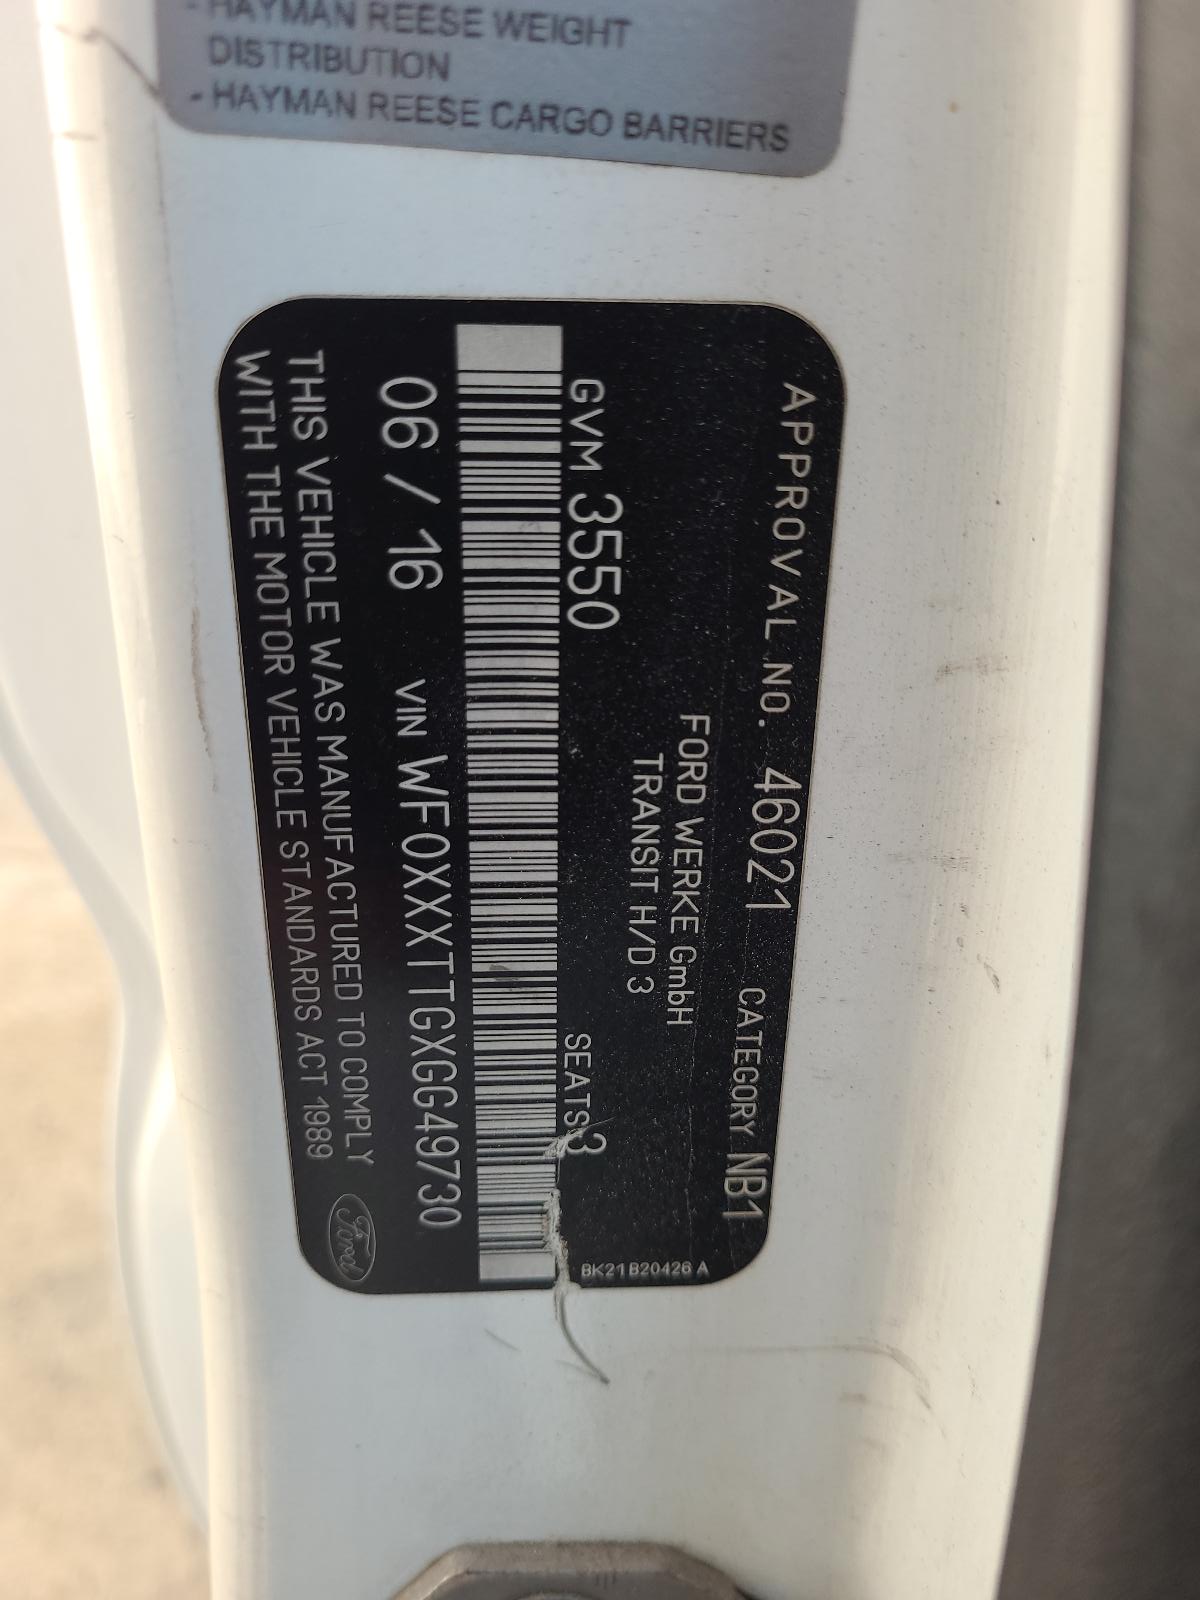 - HAYMAN REESE WEIGHT
DISTRIBUTION
- HAYMAN REESE CARGO BARRIERS
APPROVAL NO. 46021 CATEGORY NB1
FORD WERKE GmbH
TRANSIT H/D 3
GVM 3550 SEATS 3
BK21 B20426 A
06 / 16 VIN WF0XXXTTGXGG49730
THIS VEHICLE WAS MANUFACTURED TO COMPLY
WITH THE MOTOR VEHICLE STANDARDS ACT 1989
Ford